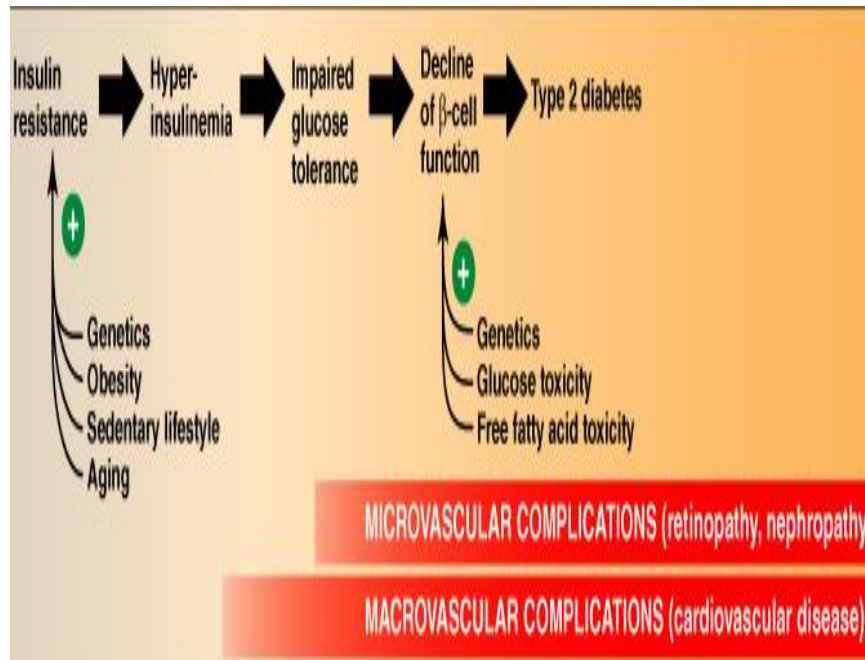 Insulin
resistance
Hyper-
insulinemia
Impaired
glucose
tolerance
Decline
of β-cell
function
Type 2 diabetes
+
+
Genetics
Obesity
Sedentary lifestyle
Aging
Genetics
Glucose toxicity
Free fatty acid toxicity
MICROVASCULAR COMPLICATIONS (retinopathy, nephropathy
MACROVASCULAR COMPLICATIONS (cardiovascular disease)